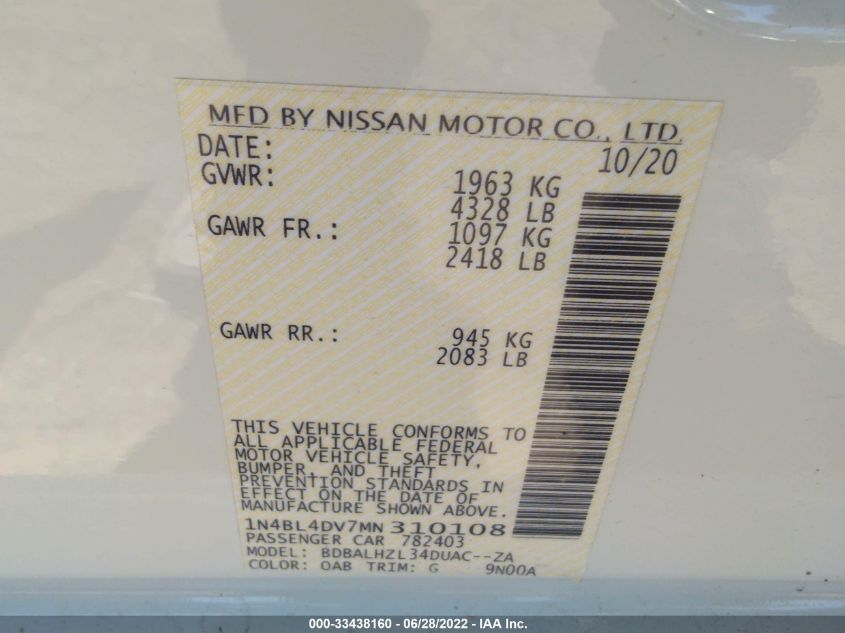 MFD BY NISSAN MOTOR CO., LTD.
DATE: 10/20
GVWR: 1963 KG
4328 LB
GAWR FR.: 1097 KG
2418 LB
GAWR RR.: 945 KG
2083 LB
THIS VEHICLE CONFORMS TO
ALL APPLICABLE FEDERAL
MOTOR VEHICLE SAFETY,
BUMPER, AND THEFT
PREVENTION STANDARDS IN
EFFECT ON THE DATE OF
MANUFACTURE SHOWN ABOVE.
1N4BL4DV7MN 310108
PASSENGER CAR 782403
MODEL: BDBALHZL34DUAC--ZA
COLOR: QAB TRIM: G 9N00A
000-33438160 - 06/28/2022 - IAA Inc.